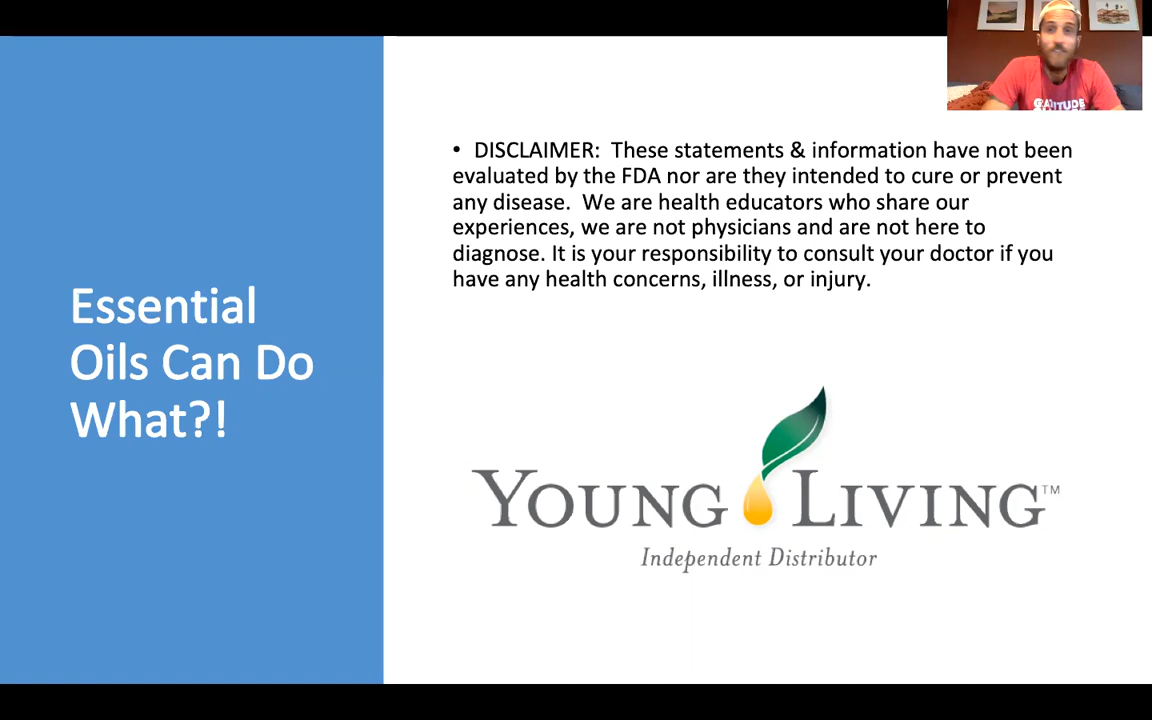 Essential
Oils Can Do
What?!
• DISCLAIMER: These statements & information have not been
evaluated by the FDA nor are they intended to cure or prevent
any disease. We are health educators who share our
experiences, we are not physicians and are not here to
diagnose. It is your responsibility to consult your doctor if you
have any health concerns, illness, or injury.
YOUNG LIVING™
Independent Distributor